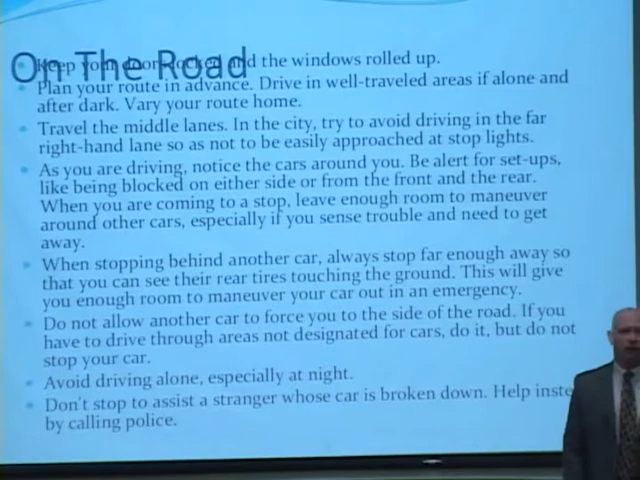 On The Road
Keep your doors locked and the windows rolled up.
Plan your route in advance. Drive in well-traveled areas if alone and
after dark. Vary your route home.
Travel the middle lanes. In the city, try to avoid driving in the far
right-hand lane so as not to be easily approached at stop lights.
As you are driving, notice the cars around you. Be alert for set-ups,
like being blocked on either side or from the front and the rear.
When you are coming to a stop, leave enough room to maneuver
around other cars, especially if you sense trouble and need to get
away.
When stopping behind another car, always stop far enough away so
that you can see their rear tires touching the ground. This will give
you enough room to maneuver your car out in an emergency.
Do not allow another car to force you to the side of the road. If you
have to drive through areas not designated for cars, do it, but do not
stop your car.
Avoid driving alone, especially at night.
Don't stop to assist a stranger whose car is broken down. Help inste
by calling police.